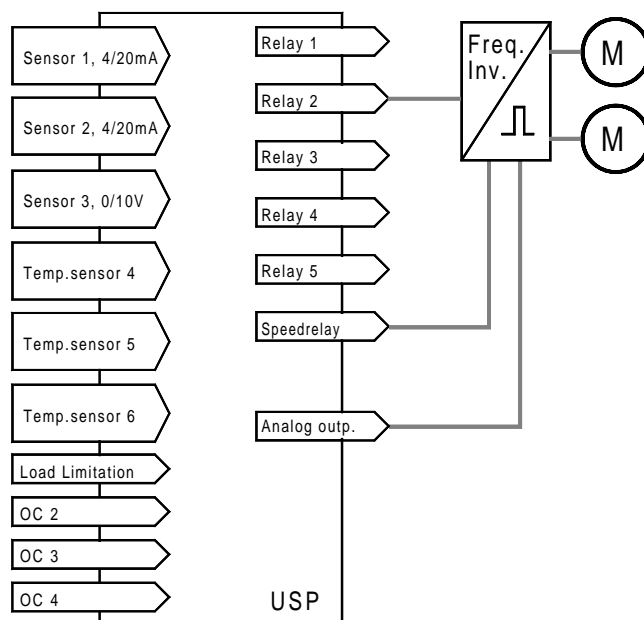 Sensor 1, 4/20mA
Sensor 2, 4/20mA
Sensor 3, 0/10V
Temp.sensor 4
Temp.sensor 5
Temp.sensor 6
Load Limitation
OC 2
OC 3
OC 4
Relay 1
Relay 2
Relay 3
Relay 4
Relay 5
Speedrelay
Analog outp.
USP
Freq.
Inv.
M
M